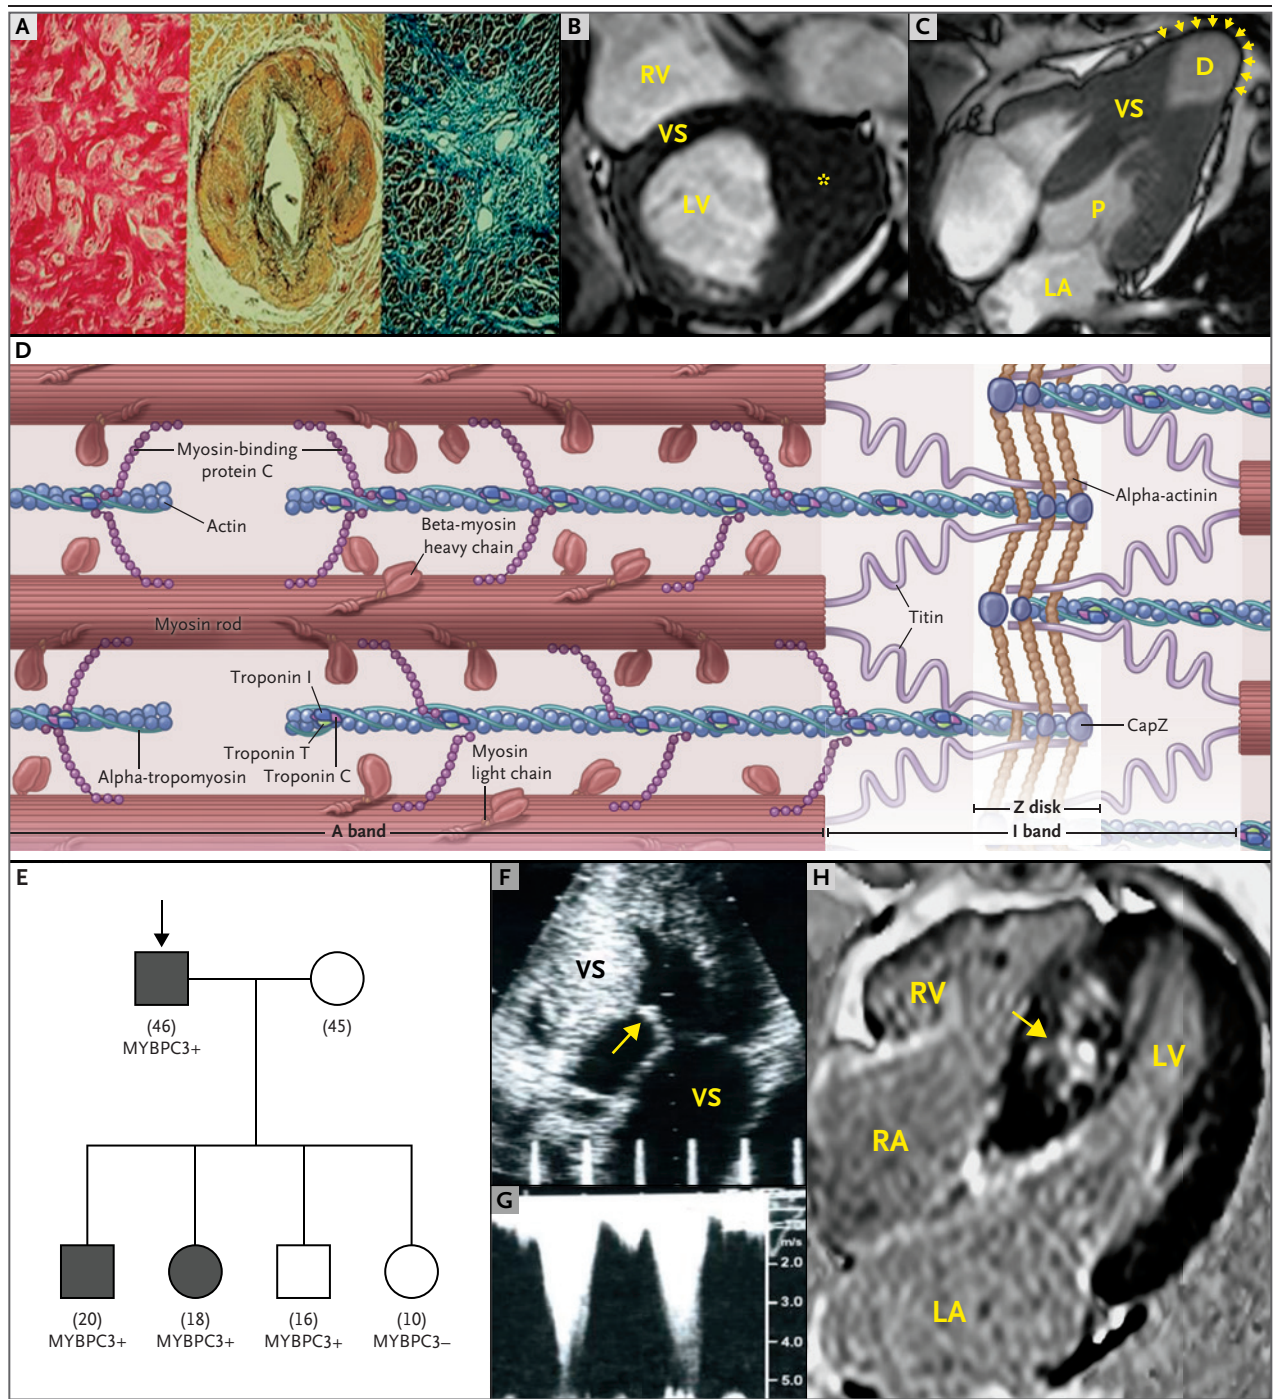 A
B
RV
VS
LV
*
C
D
VS
P
LA
D
Myosin-binding
protein C
Actin
Beta-myosin
heavy chain
Alpha-actinin
Titin
Myosin rod
Troponin I
Troponin T
Troponin C
Alpha-tropomyosin
Myosin
light chain
CapZ
Z disk
A band
I band
E
(46)
MYBPC3+
(45)
(20)
MYBPC3+
(18)
MYBPC3+
(16)
MYBPC3+
(10)
MYBPC3–
F
VS
VS
G
m/s
2.0
3.0
4.0
5.0
H
RV
LV
RA
LA